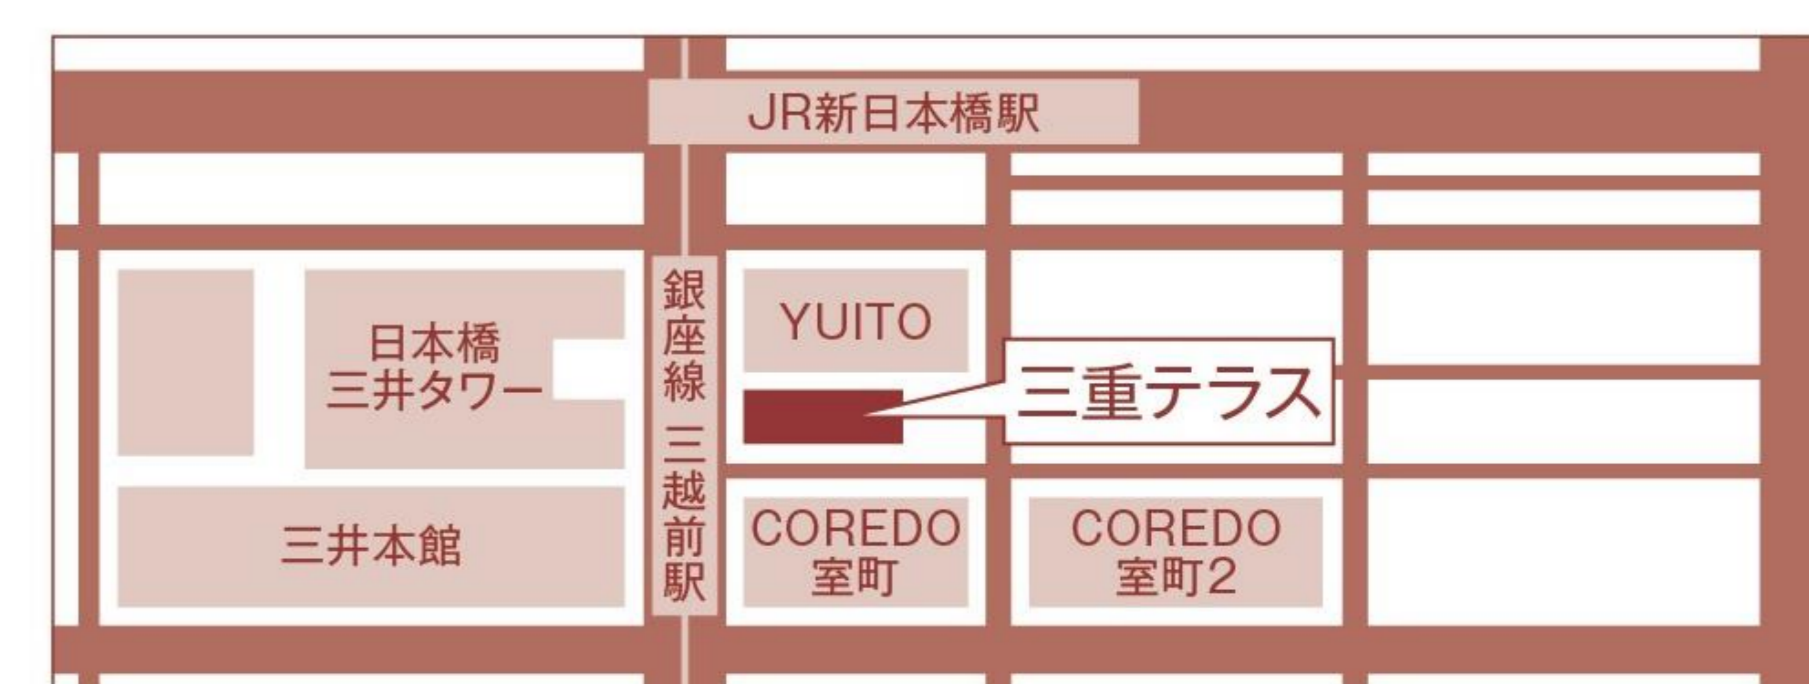 JR新日本橋駅
銀座線 三越前駅
YUITO
日本橋
三井タワー
三重テラス
三井本館
COREDO
室町
COREDO
室町2